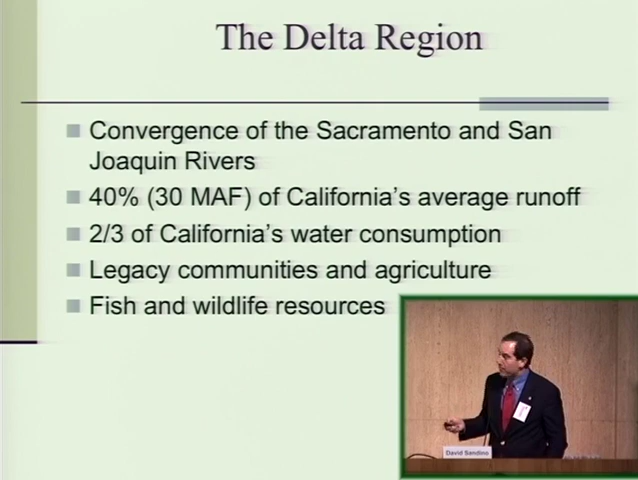 The Delta Region
Convergence of the Sacramento and San
Joaquin Rivers
40% (30 MAF) of California's average runoff
2/3 of California's water consumption
Legacy communities and agriculture
Fish and wildlife resources
David Sandino